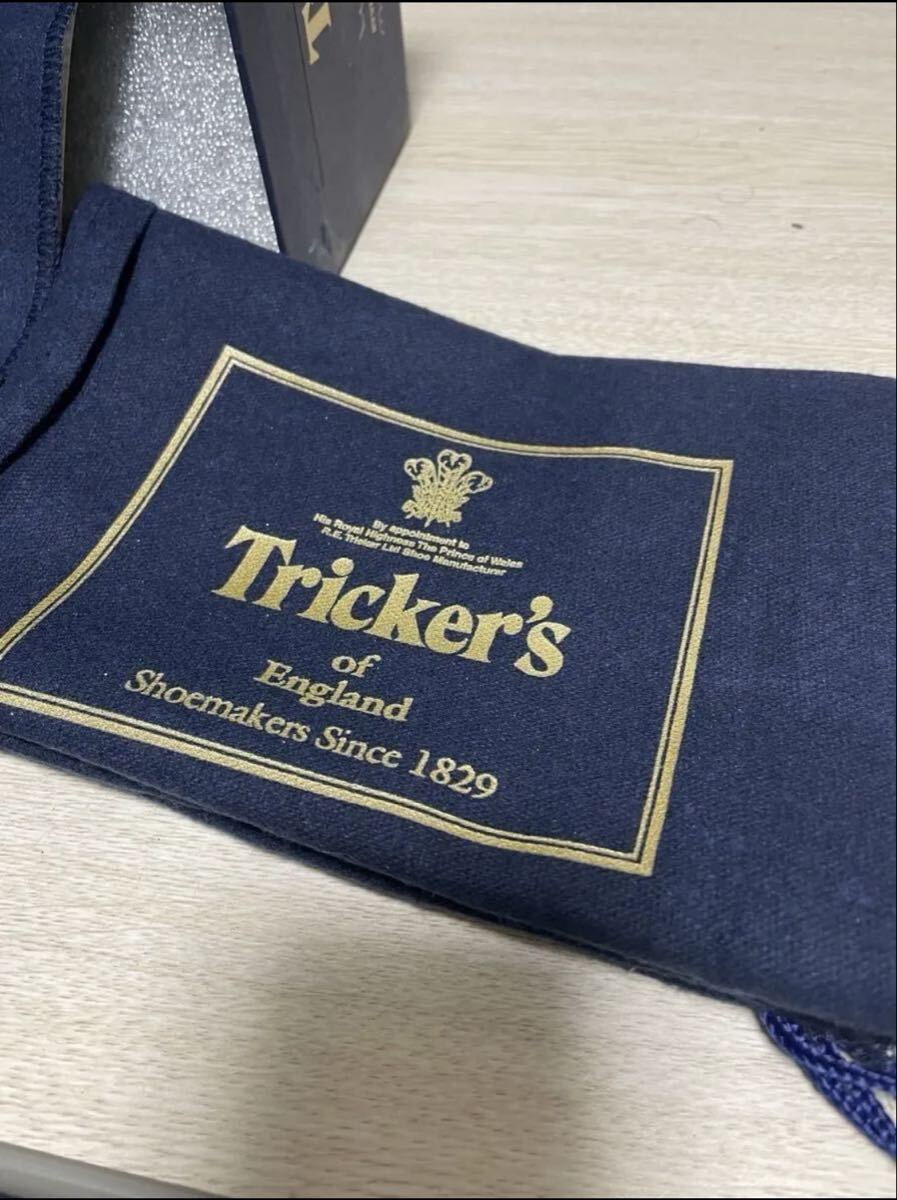 By appointment to
His Royal Highness The Prince of Wales
R.E. Tricker Ltd Shoe Manufacturer
Tricker's
of
England
Shoemakers Since 1829